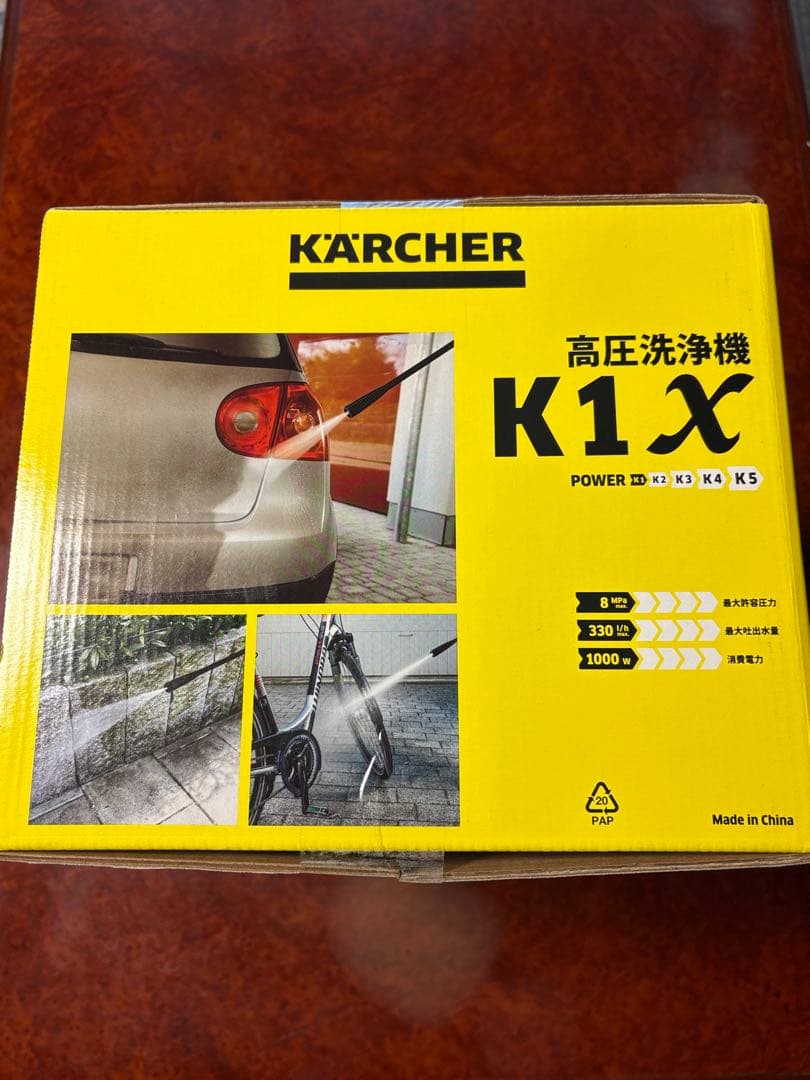 KÄRCHER
高圧洗浄機
K1X
POWER K1 K2 K3 K4 K5
8 MPa max. 最大許容圧力
330 l/h max. 最大吐出水量
1000 W 消費電力
20
PAP
Made in China